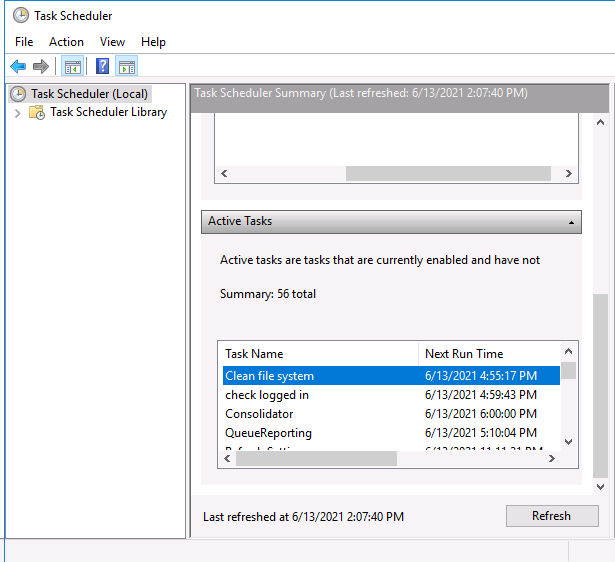 Task Scheduler
File Action View Help
Task Scheduler (Local)
Task Scheduler Library
Task Scheduler Summary (Last refreshed: 6/13/2021 2:07:40 PM)
Active Tasks
Active tasks are tasks that are currently enabled and have not
Summary: 56 total
Task Name Next Run Time
Clean file system 6/13/2021 4:55:17 PM
check logged in 6/13/2021 4:59:43 PM
Consolidator 6/13/2021 6:00:00 PM
QueueReporting 6/13/2021 5:10:04 PM
Last refreshed at 6/13/2021 2:07:40 PM
Refresh